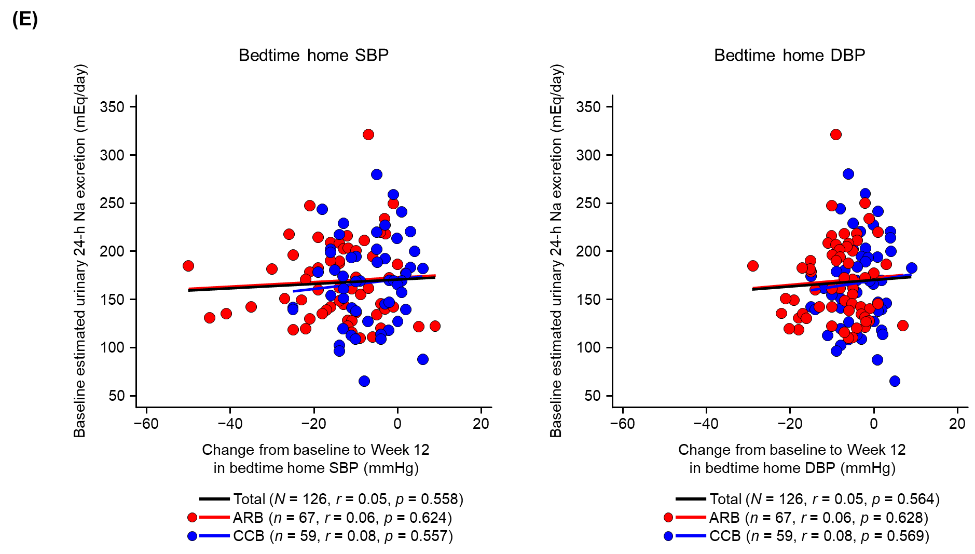 (E)
Bedtime home SBP
Baseline estimated urinary 24-h Na excretion (mEq/day)
350
300
250
200
150
100
50
−60
−40
−20
0
20
Change from baseline to Week 12
in bedtime home SBP (mmHg)
Total (N = 126, r = 0.05, p = 0.558)
ARB (n = 67, r = 0.06, p = 0.624)
CCB (n = 59, r = 0.08, p = 0.557)
Bedtime home DBP
Baseline estimated urinary 24-h Na excretion (mEq/day)
350
300
250
200
150
100
50
−60
−40
−20
0
20
Change from baseline to Week 12
in bedtime home DBP (mmHg)
Total (N = 126, r = 0.05, p = 0.564)
ARB (n = 67, r = 0.06, p = 0.628)
CCB (n = 59, r = 0.08, p = 0.569)